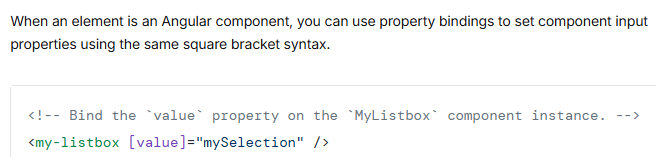 When an element is an Angular component, you can use property bindings to set component input
properties using the same square bracket syntax.
<!-- Bind the `value` property on the `MyListbox` component instance. -->
<my-listbox [value]="mySelection" />